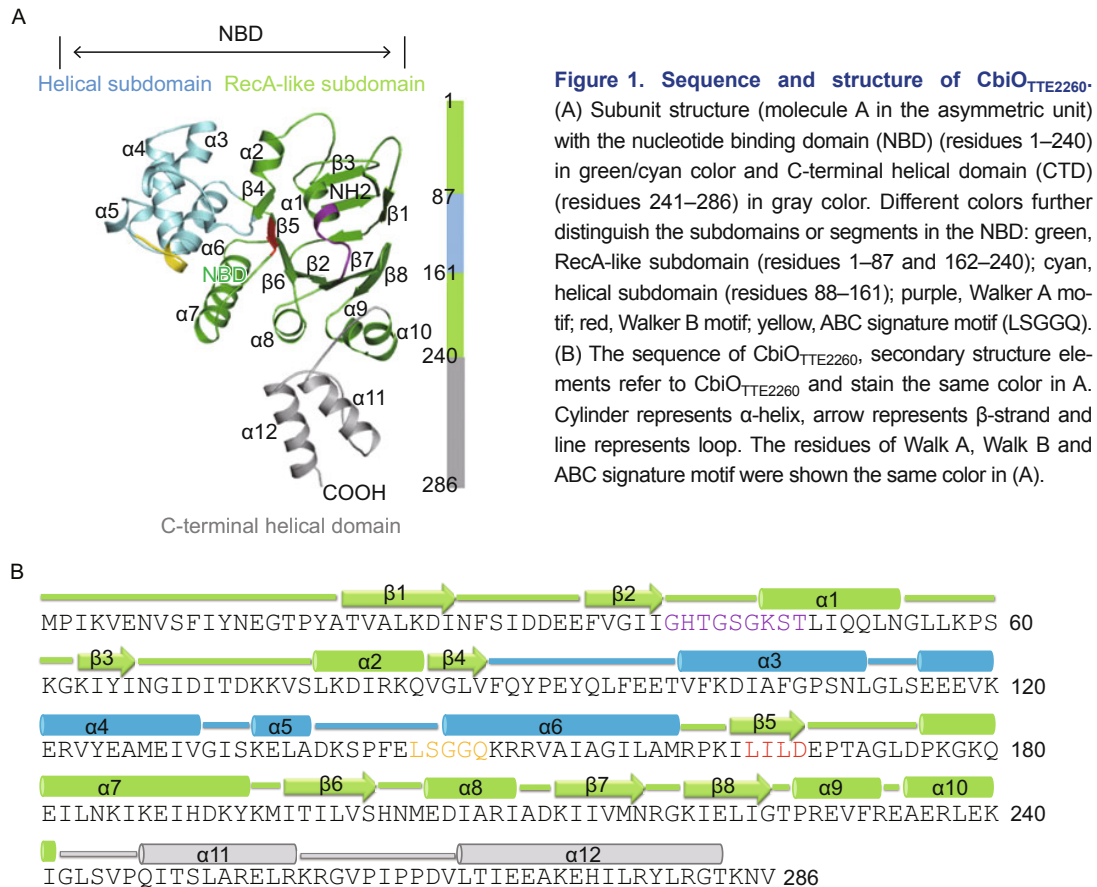 A
NBD
Helical subdomain RecA-like subdomain
1
α3
α4
α2
β3
NH2
α1
β4
87
α5
β1
β5
α6
β7
NBD
β2
β8
β6
161
α7
α9
α8
α10
240
α11
α12
286
COOH
C-terminal helical domain
Figure 1. Sequence and structure of CbiOTTE2260.
(A) Subunit structure (molecule A in the asymmetric unit)
with the nucleotide binding domain (NBD) (residues 1–240)
in green/cyan color and C-terminal helical domain (CTD)
(residues 241–286) in gray color. Different colors further
distinguish the subdomains or segments in the NBD: green,
RecA-like subdomain (residues 1–87 and 162–240); cyan,
helical subdomain (residues 88–161); purple, Walker A mo-
tif; red, Walker B motif; yellow, ABC signature motif (LSGGQ).
(B) The sequence of CbiOTTE2260, secondary structure ele-
ments refer to CbiOTTE2260 and stain the same color in A.
Cylinder represents α-helix, arrow represents β-strand and
line represents loop. The residues of Walk A, Walk B and
ABC signature motif were shown the same color in (A).
B
β1 β2 α1
MPIKVENVSFIYNEGTPYATVALKDINFSIDDEEFVGIIGHTGSGKSTLIQQLNGLLKPS 60
β3 α2 β4 α3
KGKIYINGIDITDKKVSLKDIRKQVGLVFQYPEYQLFEETVFKDIAFGPSNLGLSEEEVK 120
α4 α5 α6 β5
ERVYEAMEIVGISKELADKSPFELSGGQKRRVAIAGILAMRPKILILDEPTAGLDPKGKQ 180
α7 β6 α8 β7 β8 α9 α10
EILNKIKEIHDKYKMITILVSHNMEDIARIADKIIVMNRGKIELIGTPREVFREAERLEK 240
α11 α12
IGLSVPQITSLARELRKRGVPIPPDVLTIEEAKEHILRYLRGTKNV 286